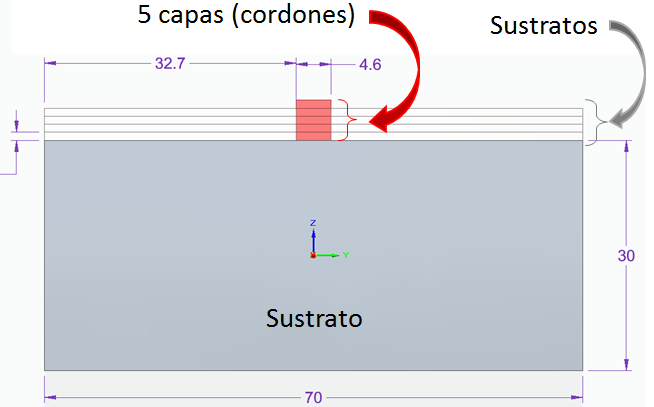 5 capas (cordones)
Sustratos
32.7
4.6
Z
Y
30
Sustrato
70